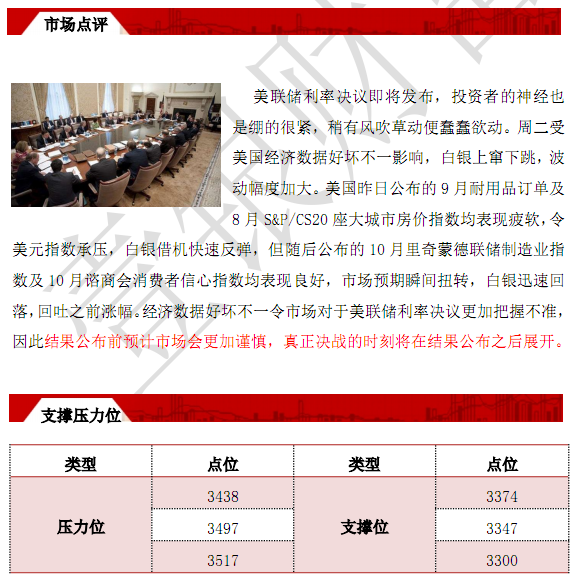 市场点评
美联储利率决议即将发布，投资者的神经也
是绷的很紧，稍有风吹草动便蠢蠢欲动。周二受
美国经济数据好坏不一影响，白银上窜下跳，波
动幅度加大。美国昨日公布的 9 月耐用品订单及
8 月 S&P/CS20 座大城市房价指数均表现疲软，令
美元指数承压，白银借机快速反弹，但随后公布的 10 月里奇蒙德联储制造业指
数及 10 月谘商会消费者信心指数均表现良好，市场预期瞬间扭转，白银迅速回
落，回吐之前涨幅。经济数据好坏不一令市场对于美联储利率决议更加把握不准，
因此结果公布前预计市场会更加谨慎，真正决战的时刻将在结果公布之后展开。
支撑压力位
类型 点位 类型 点位
3438 3374
压力位 3497 支撑位 3347
3517 3300